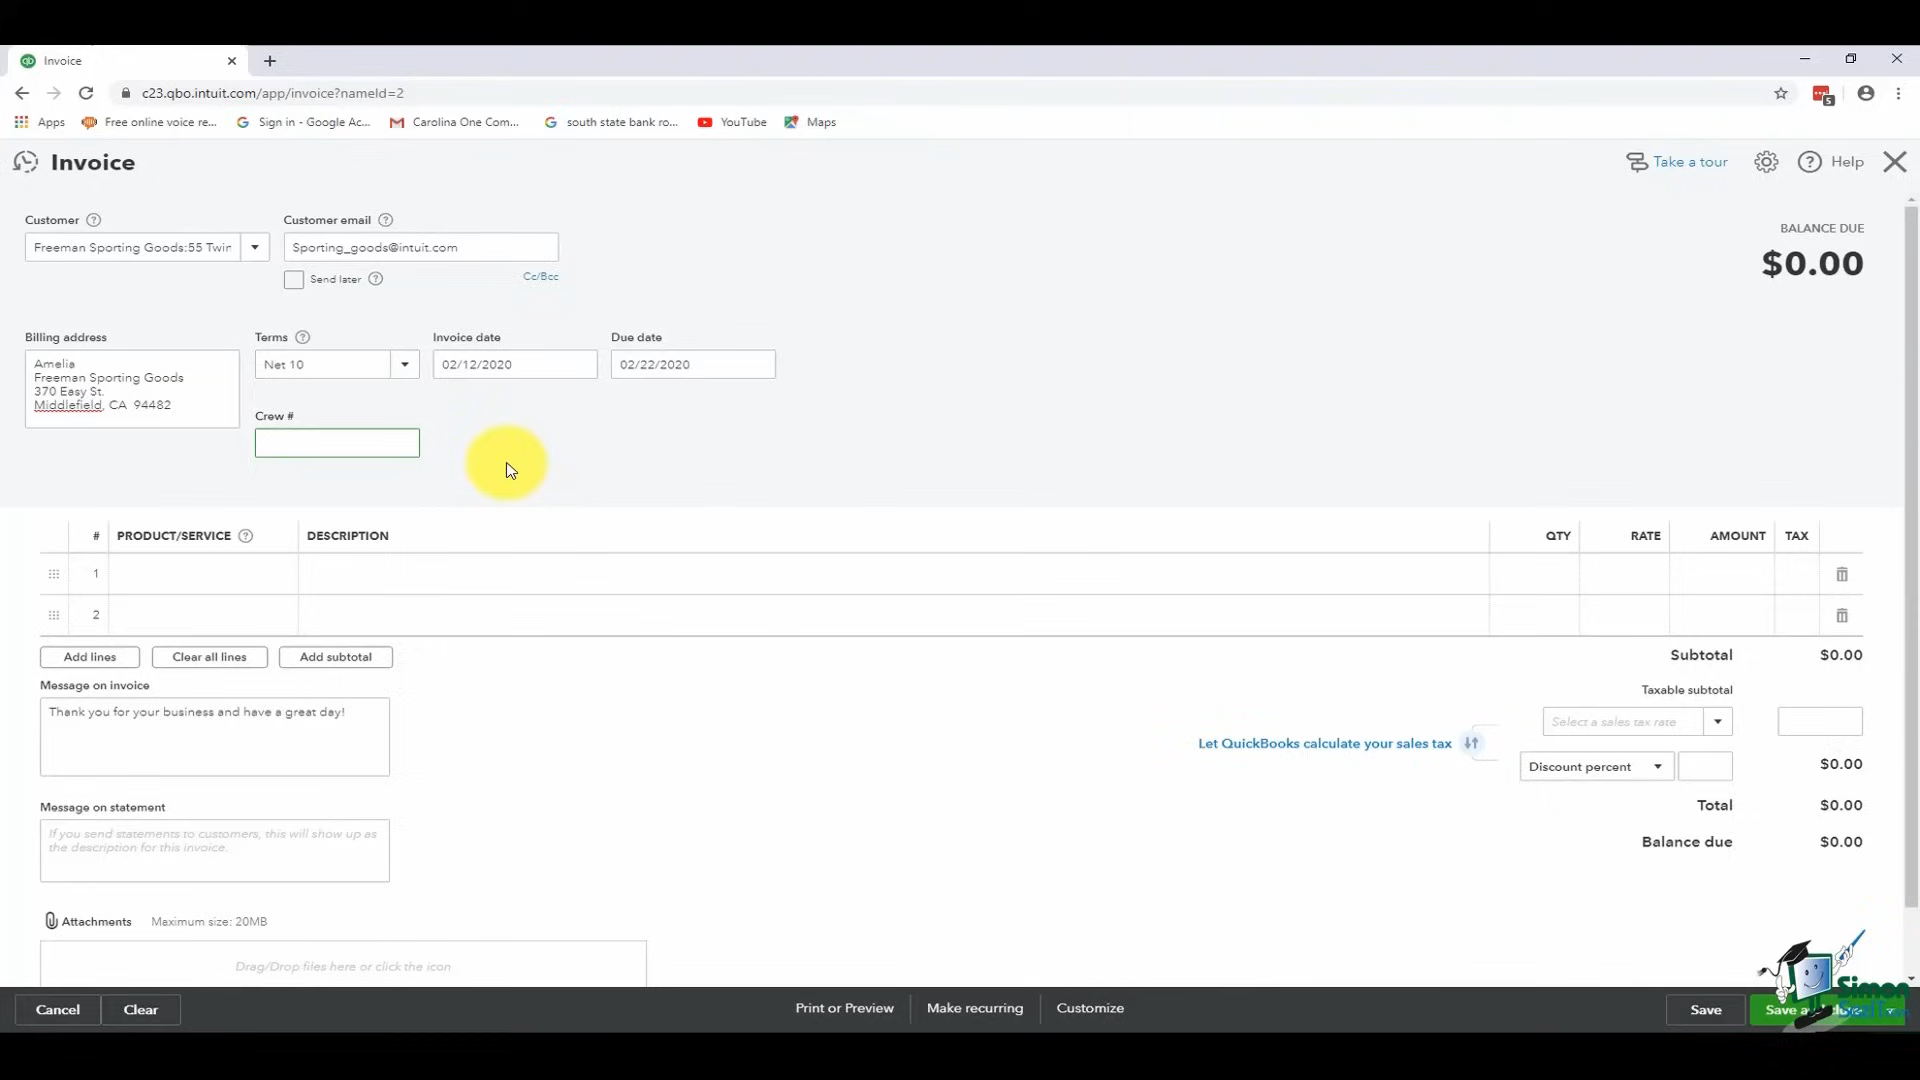 Invoice
c23.qbo.intuit.com/app/invoice?nameId=2
5
Apps Free online voice re... Sign in - Google Ac... Carolina One Com... south state bank ro... YouTube Maps
Invoice
Take a tour Help
Customer Customer email
BALANCE DUE
Freeman Sporting Goods:55 Twin Sporting_goods@intuit.com
$0.00
Send later Cc/Bcc
Billing address Terms Invoice date Due date
Amelia
Freeman Sporting Goods
370 Easy St.
Middlefield, CA 94482
Net 10 02/12/2020 02/22/2020
Crew #
# PRODUCT/SERVICE DESCRIPTION QTY RATE AMOUNT TAX
1
2
Add lines Clear all lines Add subtotal
Subtotal $0.00
Message on invoice
Taxable subtotal
Thank you for your business and have a great day!
Select a sales tax rate
Let QuickBooks calculate your sales tax
Discount percent $0.00
Message on statement
Total $0.00
If you send statements to customers, this will show up as
the description for this invoice.
Balance due $0.00
Attachments Maximum size: 20MB
Drag/Drop files here or click the icon
Cancel Clear Print or Preview Make recurring Customize Save Save
Simon